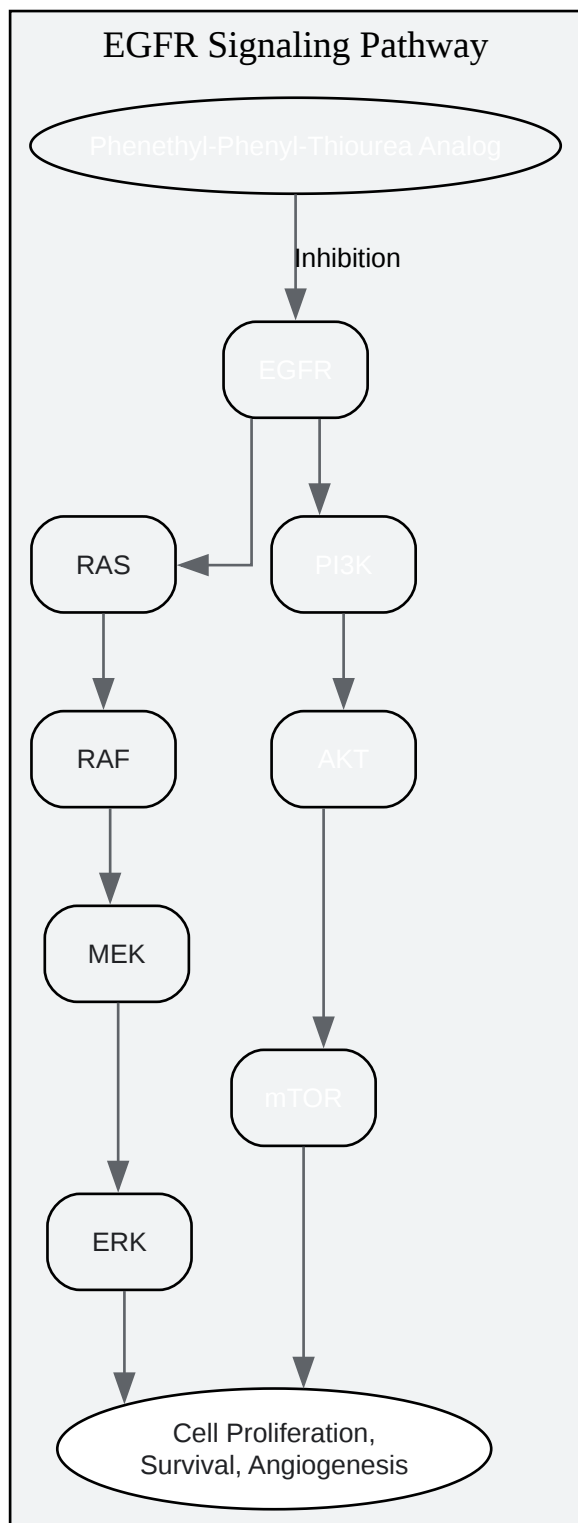 EGFR Signaling Pathway
Phenethyl-Phenyl-Thiourea Analog
Inhibition
EGFR
RAS
PI3K
RAF
AKT
MEK
mTOR
ERK
Cell Proliferation,
Survival, Angiogenesis